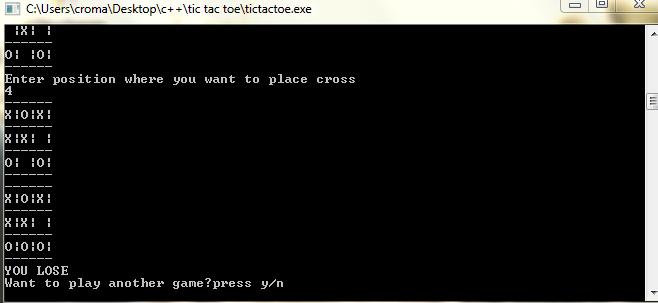 C:\Users\croma\Desktop\c++\tic tac toe\tictactoe.exe
 |X| |
------
O| |O|
------
Enter position where you want to place cross
4
------
X|O|X|
------
X|X| |
------
O| |O|
------
------
X|O|X|
------
X|X| |
------
O|O|O|
------
YOU LOSE
Want to play another game?press y/n